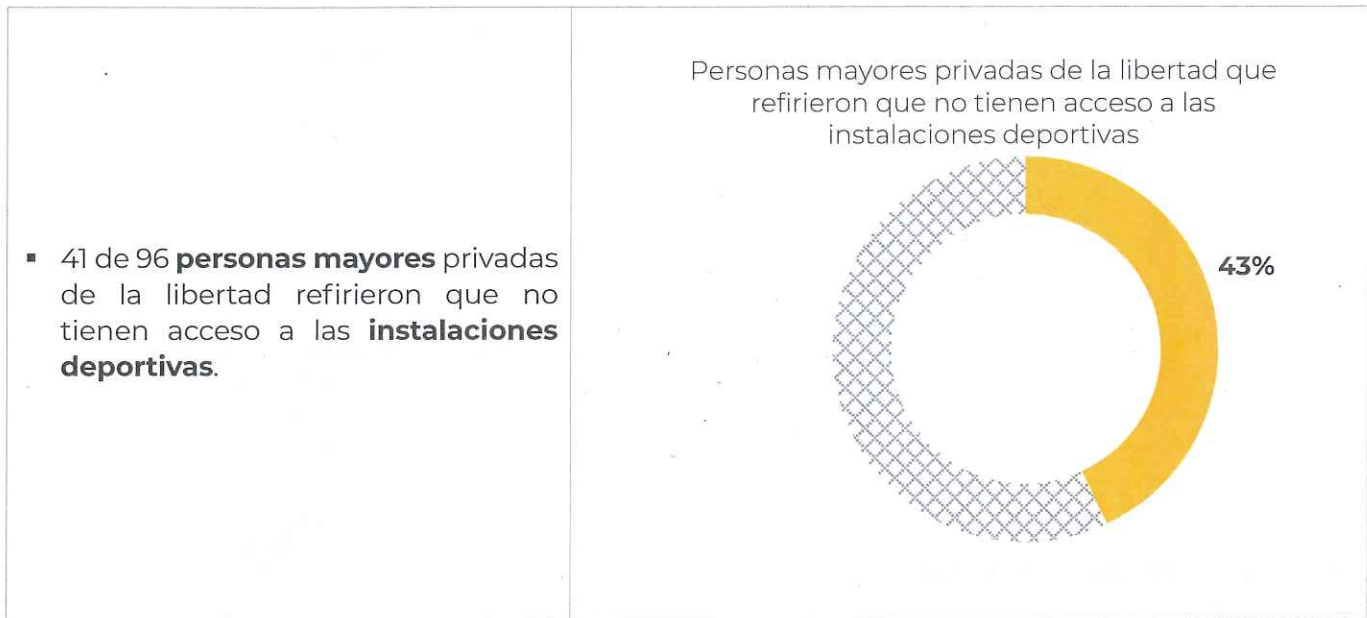 Personas mayores privadas de la libertad que
refirieron que no tienen acceso a las
instalaciones deportivas
▪ 41 de 96 personas mayores privadas
de la libertad refirieron que no
tienen acceso a las instalaciones
deportivas.
43%